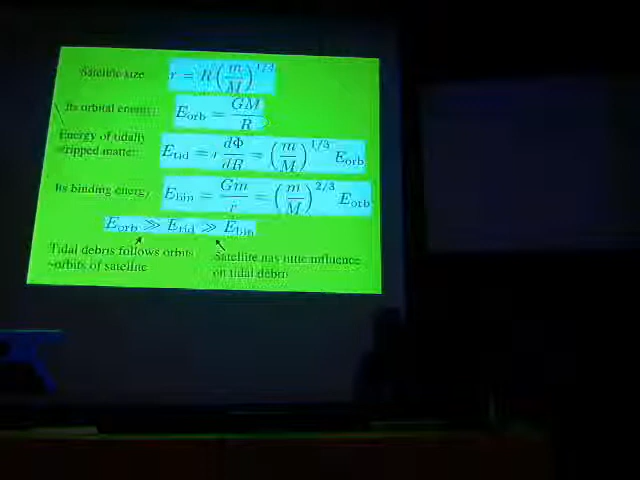 Satellite size r = R(m/M)^1/3
Its orbital energy: E_orb = GM/R
Energy of tidally
stripped matter: E_tid = r dΦ/dR = (m/M)^1/3 E_orb
Its binding energy E_bin = Gm/r = (m/M)^2/3 E_orb
E_orb ≫ E_tid ≫ E_bin
Tidal debris follows orbits
~orbits of satellite
Satellite has little influence
on tidal debris